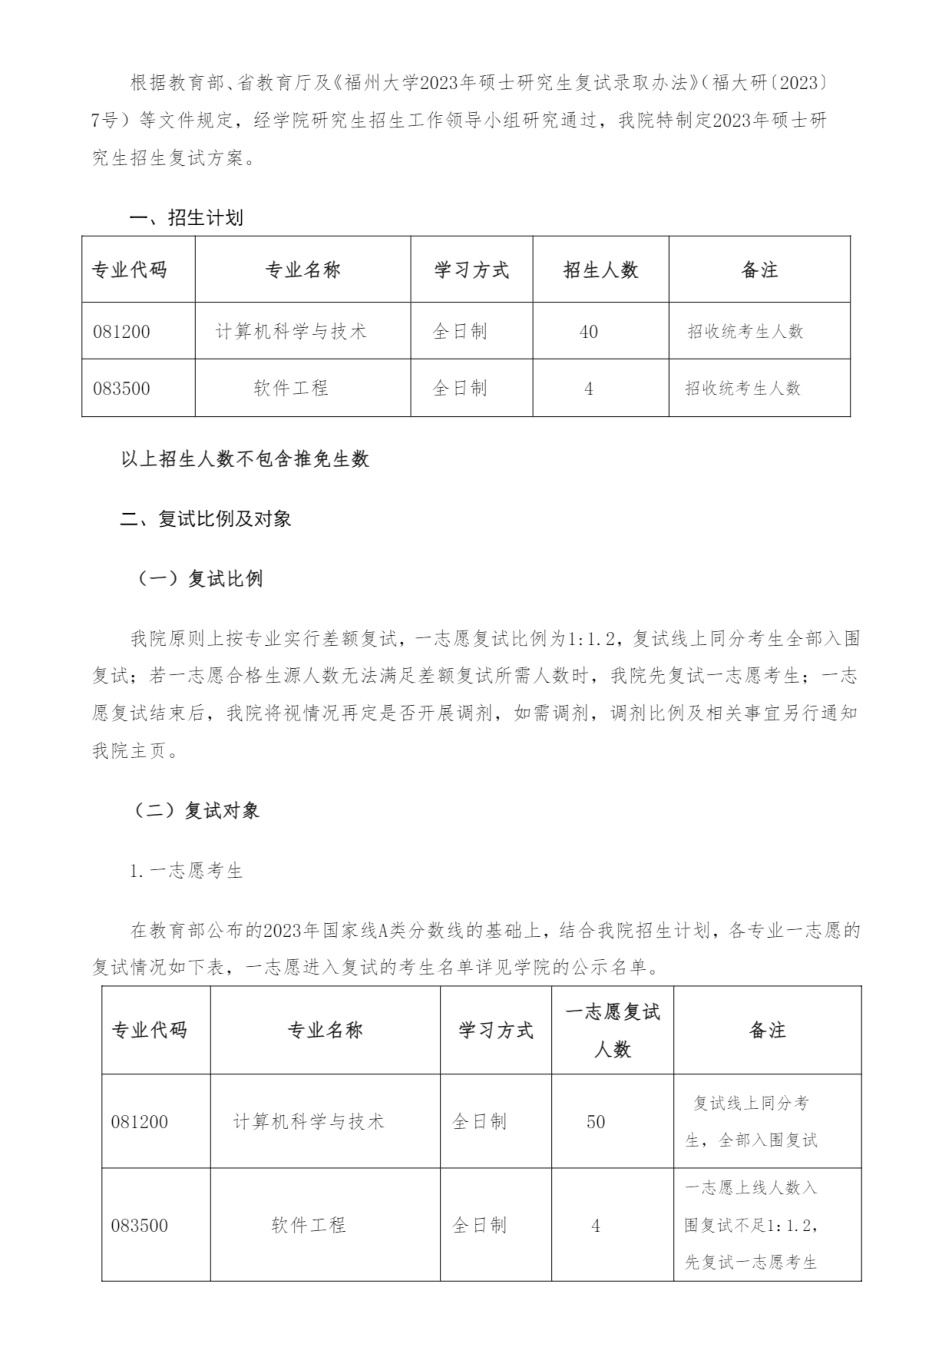 根据教育部、省教育厅及《福州大学2023年硕士研究生复试录取办法》（福大研〔2023〕
7号）等文件规定，经学院研究生招生工作领导小组研究通过，我院特制定2023年硕士研
究生招生复试方案。
一、招生计划
专业代码 专业名称 学习方式 招生人数 备注
081200 计算机科学与技术 全日制 40 招收统考生人数
083500 软件工程 全日制 4 招收统考生人数
以上招生人数不包含推免生数
二、复试比例及对象
（一）复试比例
我院原则上按专业实行差额复试，一志愿复试比例为1:1.2，复试线上同分考生全部入围
复试；若一志愿合格生源人数无法满足差额复试所需人数时，我院先复试一志愿考生；一志
愿复试结束后，我院将视情况再定是否开展调剂，如需调剂，调剂比例及相关事宜另行通知
我院主页。
（二）复试对象
1.一志愿考生
在教育部公布的2023年国家线A类分数线的基础上，结合我院招生计划，各专业一志愿的
复试情况如下表，一志愿进入复试的考生名单详见学院的公示名单。
专业代码 专业名称 学习方式 一志愿复试
人数 备注
081200 计算机科学与技术 全日制 50 复试线上同分考
生，全部入围复试
083500 软件工程 全日制 4 一志愿上线人数入
围复试不足1:1.2，
先复试一志愿考生